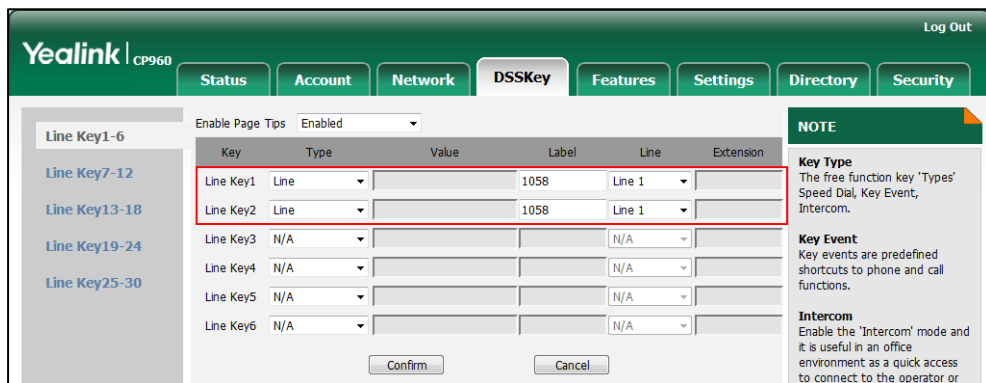 Log Out
Yealink CP960
Status Account Network DSSKey Features Settings Directory Security
Line Key1-6
Line Key7-12
Line Key13-18
Line Key19-24
Line Key25-30
Enable Page Tips Enabled
Key Type Value Label Line Extension
Line Key1 Line 1058 Line 1
Line Key2 Line 1058 Line 1
Line Key3 N/A N/A
Line Key4 N/A N/A
Line Key5 N/A N/A
Line Key6 N/A N/A
Confirm Cancel
NOTE
Key Type
The free function key 'Types'
Speed Dial, Key Event,
Intercom.
Key Event
Key events are predefined
shortcuts to phone and call
functions.
Intercom
Enable the 'Intercom' mode and
it is useful in an office
environment as a quick access
to connect to the operator or